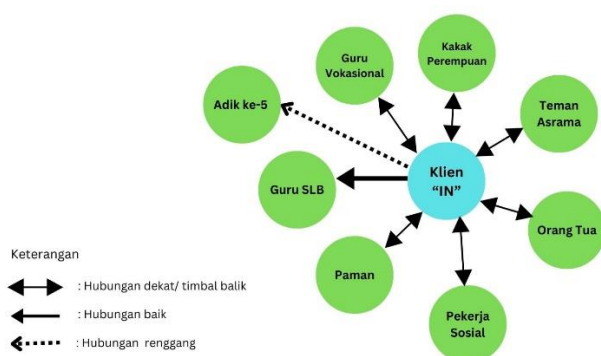 Kakak
Perempuan
Guru
Vokasional
Adik ke-5
Teman
Asrama
Klien
“IN”
Guru SLB
Orang Tua
Paman
Pekerja
Sosial
Keterangan
: Hubungan dekat/ timbal balik
: Hubungan baik
: Hubungan renggang